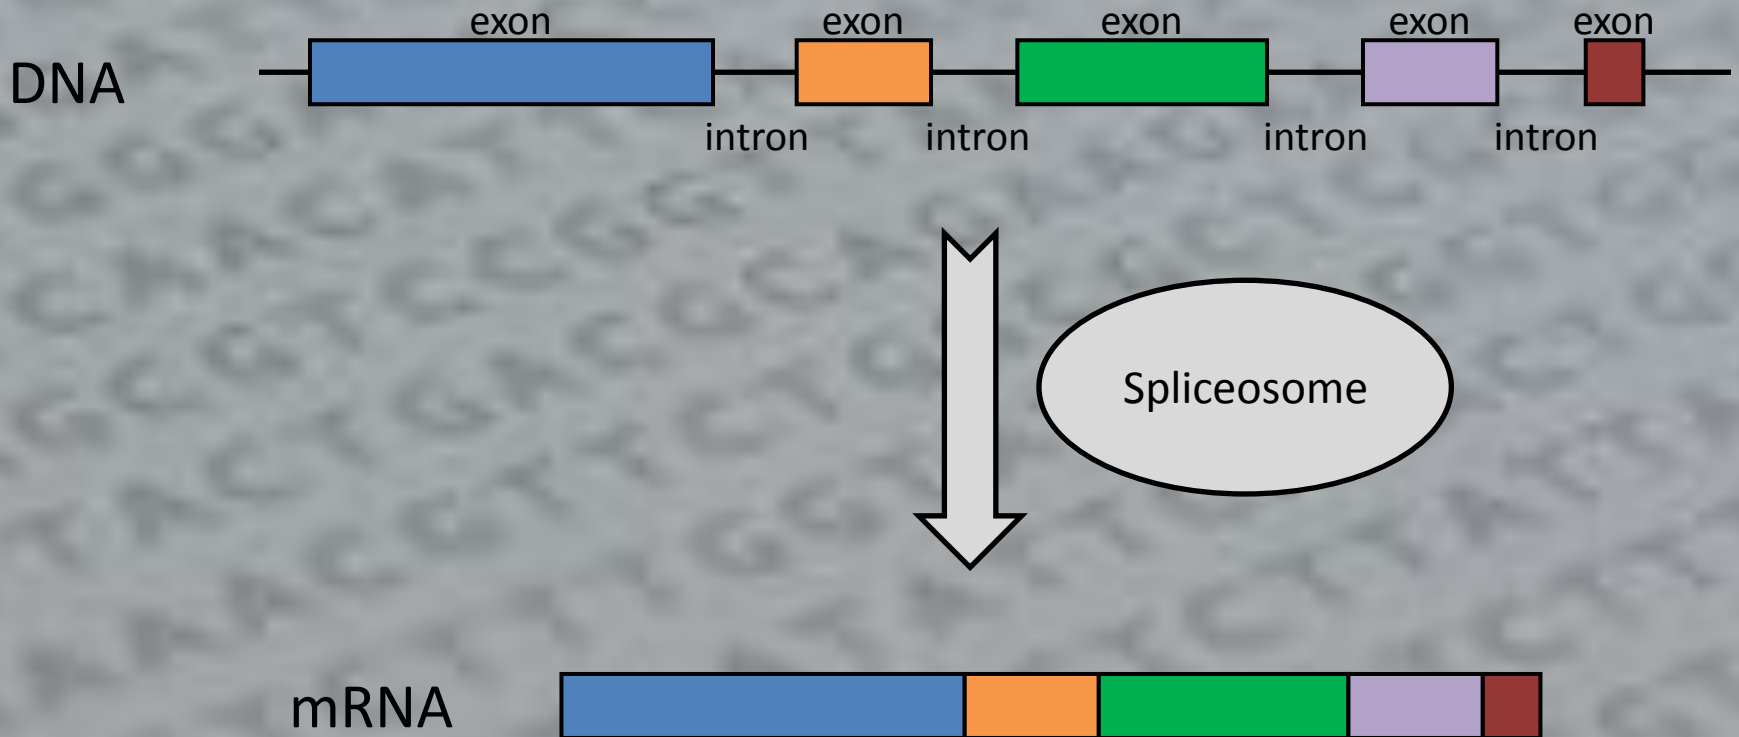 exon exon exon exon exon
DNA
intron intron intron intron
Spliceosome
mRNA